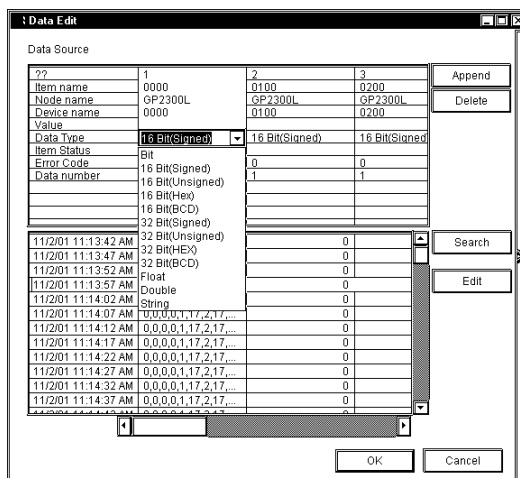 Data Edit
Data Source
?? 1 2 3
Item name 0000 0100 0200
Node name GP2300L GP2300L GP2300L
Device name 0000 0100 0200
Value
Data Type 16 Bit(Signed) 16 Bit(Signed) 16 Bit(Signed
Item Status
Error Code 0 0
Data number 1 1
Bit
16 Bit(Signed)
16 Bit(Unsigned)
16 Bit(Hex)
16 Bit(BCD)
32 Bit(Signed)
32 Bit(Unsigned)
32 Bit(HEX)
32 Bit(BCD)
Float
Double
String
Append
Delete
11/2/01 11:13:42 AM 0
11/2/01 11:13:47 AM 0
11/2/01 11:13:52 AM 0
11/2/01 11:13:57 AM 0
11/2/01 11:14:02 AM 0
11/2/01 11:14:07 AM 0,0,0,0,1,17,2,17,... 0
11/2/01 11:14:12 AM 0,0,0,0,1,17,2,17,... 0
11/2/01 11:14:17 AM 0,0,0,0,1,17,2,17,... 0
11/2/01 11:14:22 AM 0,0,0,0,1,17,2,17,... 0
11/2/01 11:14:27 AM 0,0,0,0,1,17,2,17,... 0
11/2/01 11:14:32 AM 0,0,0,0,1,17,2,17,... 0
11/2/01 11:14:37 AM 0,0,0,0,1,17,2,17,... 0
Search
Edit
OK Cancel